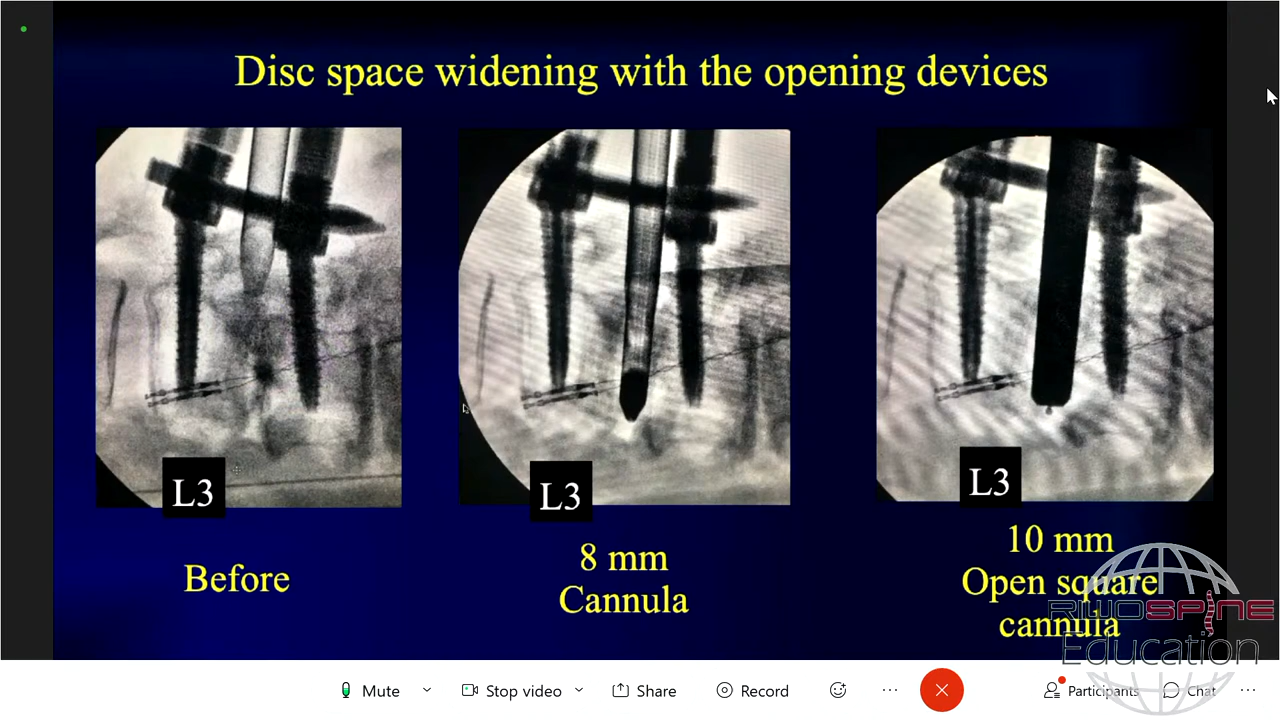 Disc space widening with the opening devices
L3
L3
L3
Before
8 mm
Cannula
10 mm
Open square
cannula
RIWOSPINE
Education
Mute
Stop video
Share
Record
Participants
Chat